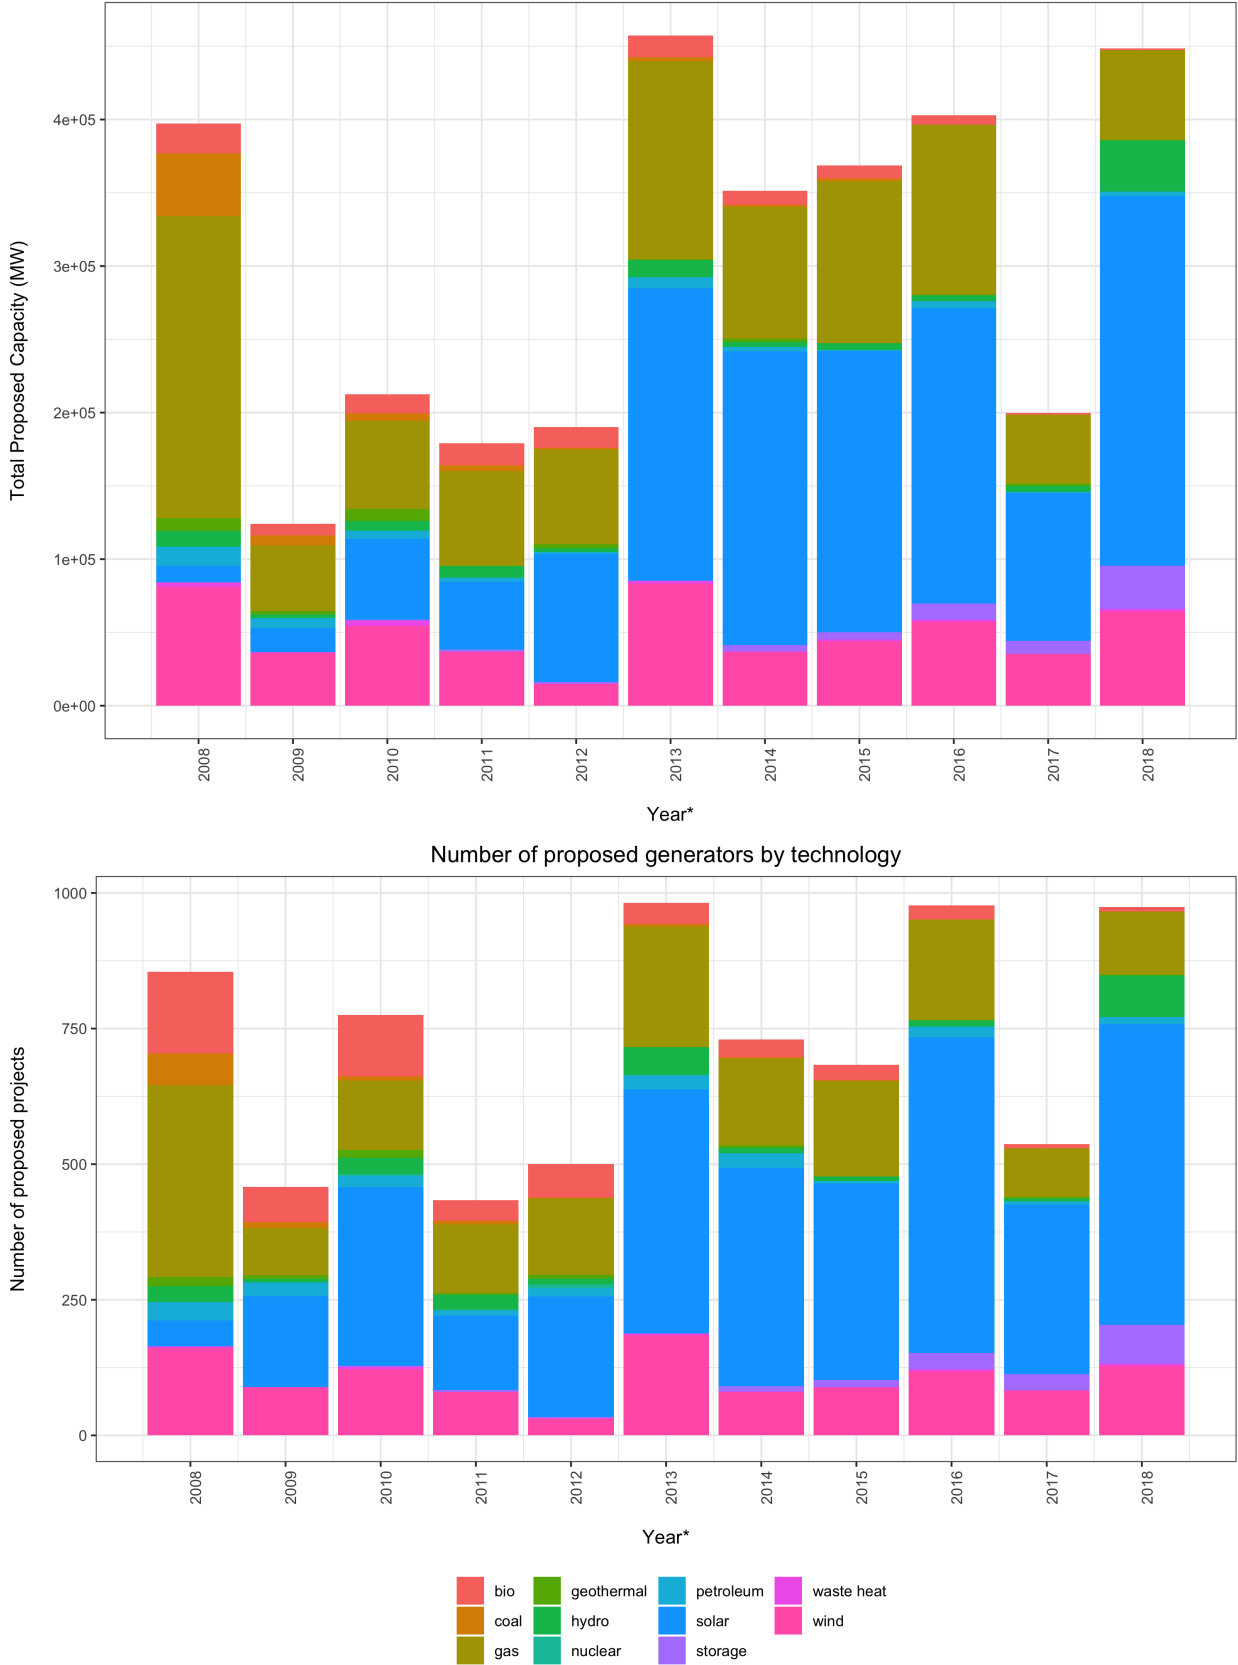 4e+05
3e+05
2e+05
1e+05
0e+00
Total Proposed Capacity (MW)
2008 2009 2010 2011 2012 2013 2014 2015 2016 2017 2018
Year*
Number of proposed generators by technology
1000
750
500
250
0
Number of proposed projects
2008 2009 2010 2011 2012 2013 2014 2015 2016 2017 2018
Year*
bio geothermal petroleum waste heat
coal hydro solar wind
gas nuclear storage